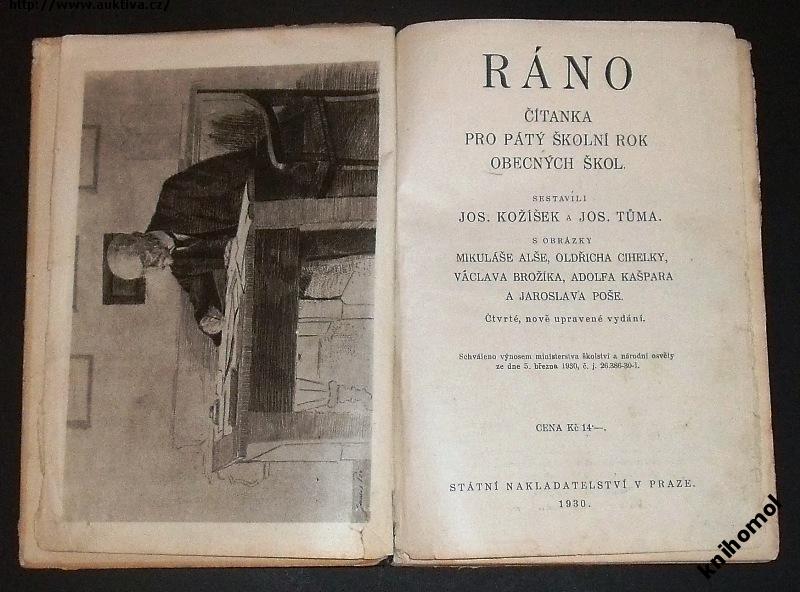 http://www.auktiva.cz/
RÁNO
ČÍTANKA
PRO PÁTÝ ŠKOLNÍ ROK
OBECNÝCH ŠKOL.
SESTAVILI
JOS. KOŽÍŠEK A JOS. TŮMA.
S OBRÁZKY
MIKULÁŠE ALŠE, OLDŘICHA CIHELKY,
VÁCLAVA BROŽÍKA, ADOLFA KAŠPARA
A JAROSLAVA POŠE.
Čtvrté, nově upravené vydání.
Schváleno výnosem ministerstva školství a národní osvěty
ze dne 5. března 1930, č. j. 26.386-30-I.
CENA Kč 14·—.
STÁTNÍ NAKLADATELSTVÍ V PRAZE.
1930.
knihomol